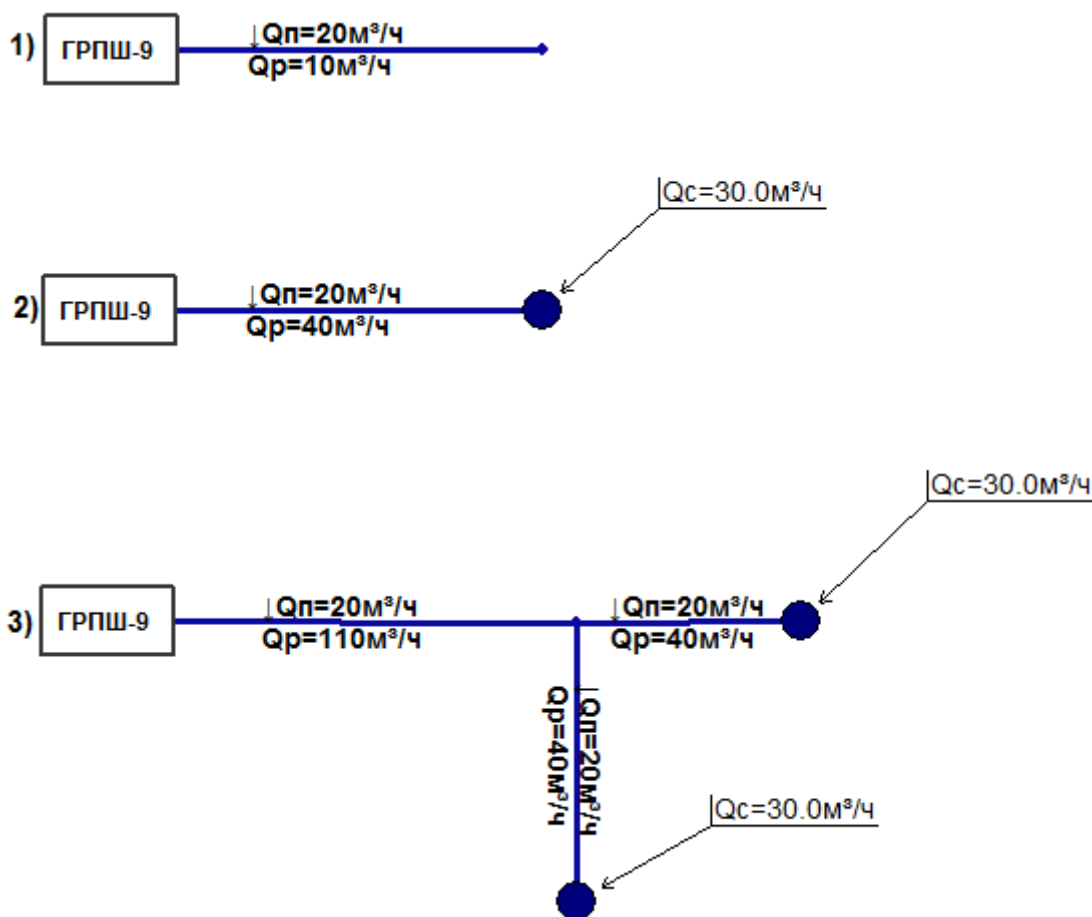 1)
ГРПШ-9
↓Qп=20м³/ч
Qр=10м³/ч
Qс=30.0м³/ч
2)
ГРПШ-9
↓Qп=20м³/ч
Qр=40м³/ч
Qс=30.0м³/ч
3)
ГРПШ-9
↓Qп=20м³/ч
Qр=110м³/ч
↓Qп=20м³/ч
Qр=40м³/ч
↓Qп=20м³/ч
Qр=40м³/ч
Qс=30.0м³/ч